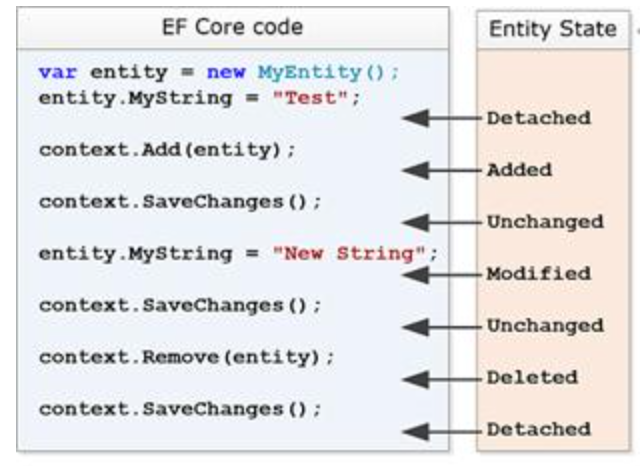 EF Core code
Entity State
var entity = new MyEntity();
entity.MyString = "Test";
Detached
context.Add(entity);
Added
context.SaveChanges();
Unchanged
entity.MyString = "New String";
Modified
context.SaveChanges();
Unchanged
context.Remove(entity);
Deleted
context.SaveChanges();
Detached